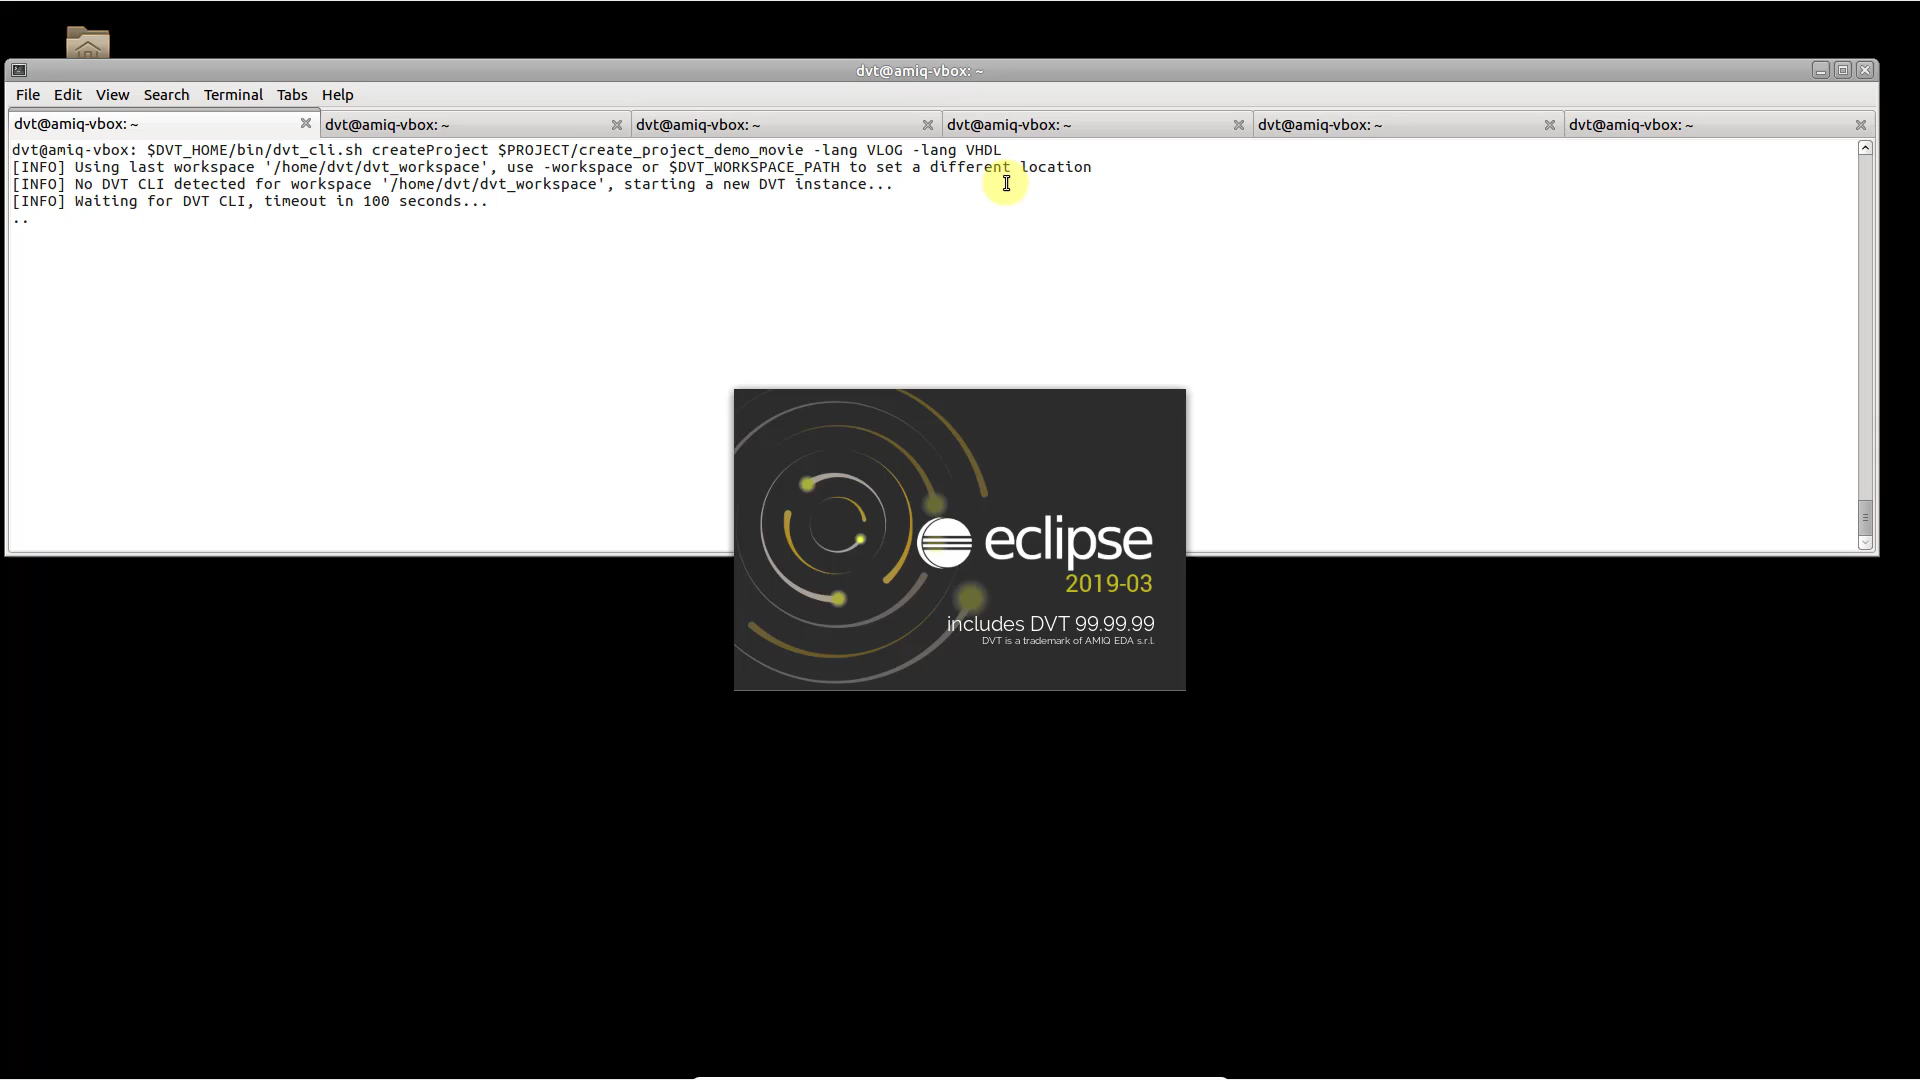 dvt@amiq-vbox: ~
File Edit View Search Terminal Tabs Help
dvt@amiq-vbox: ~ dvt@amiq-vbox: ~ dvt@amiq-vbox: ~ dvt@amiq-vbox: ~ dvt@amiq-vbox: ~ dvt@amiq-vbox: ~
dvt@amiq-vbox: $DVT_HOME/bin/dvt_cli.sh createProject $PROJECT/create_project_demo_movie -lang VLOG -lang VHDL
[INFO] Using last workspace '/home/dvt/dvt_workspace', use -workspace or $DVT_WORKSPACE_PATH to set a different location
[INFO] No DVT CLI detected for workspace '/home/dvt/dvt_workspace', starting a new DVT instance...
[INFO] Waiting for DVT CLI, timeout in 100 seconds...
..
eclipse
2019-03
includes DVT 99.99.99
DVT is a trademark of AMIQ EDA s.r.l.